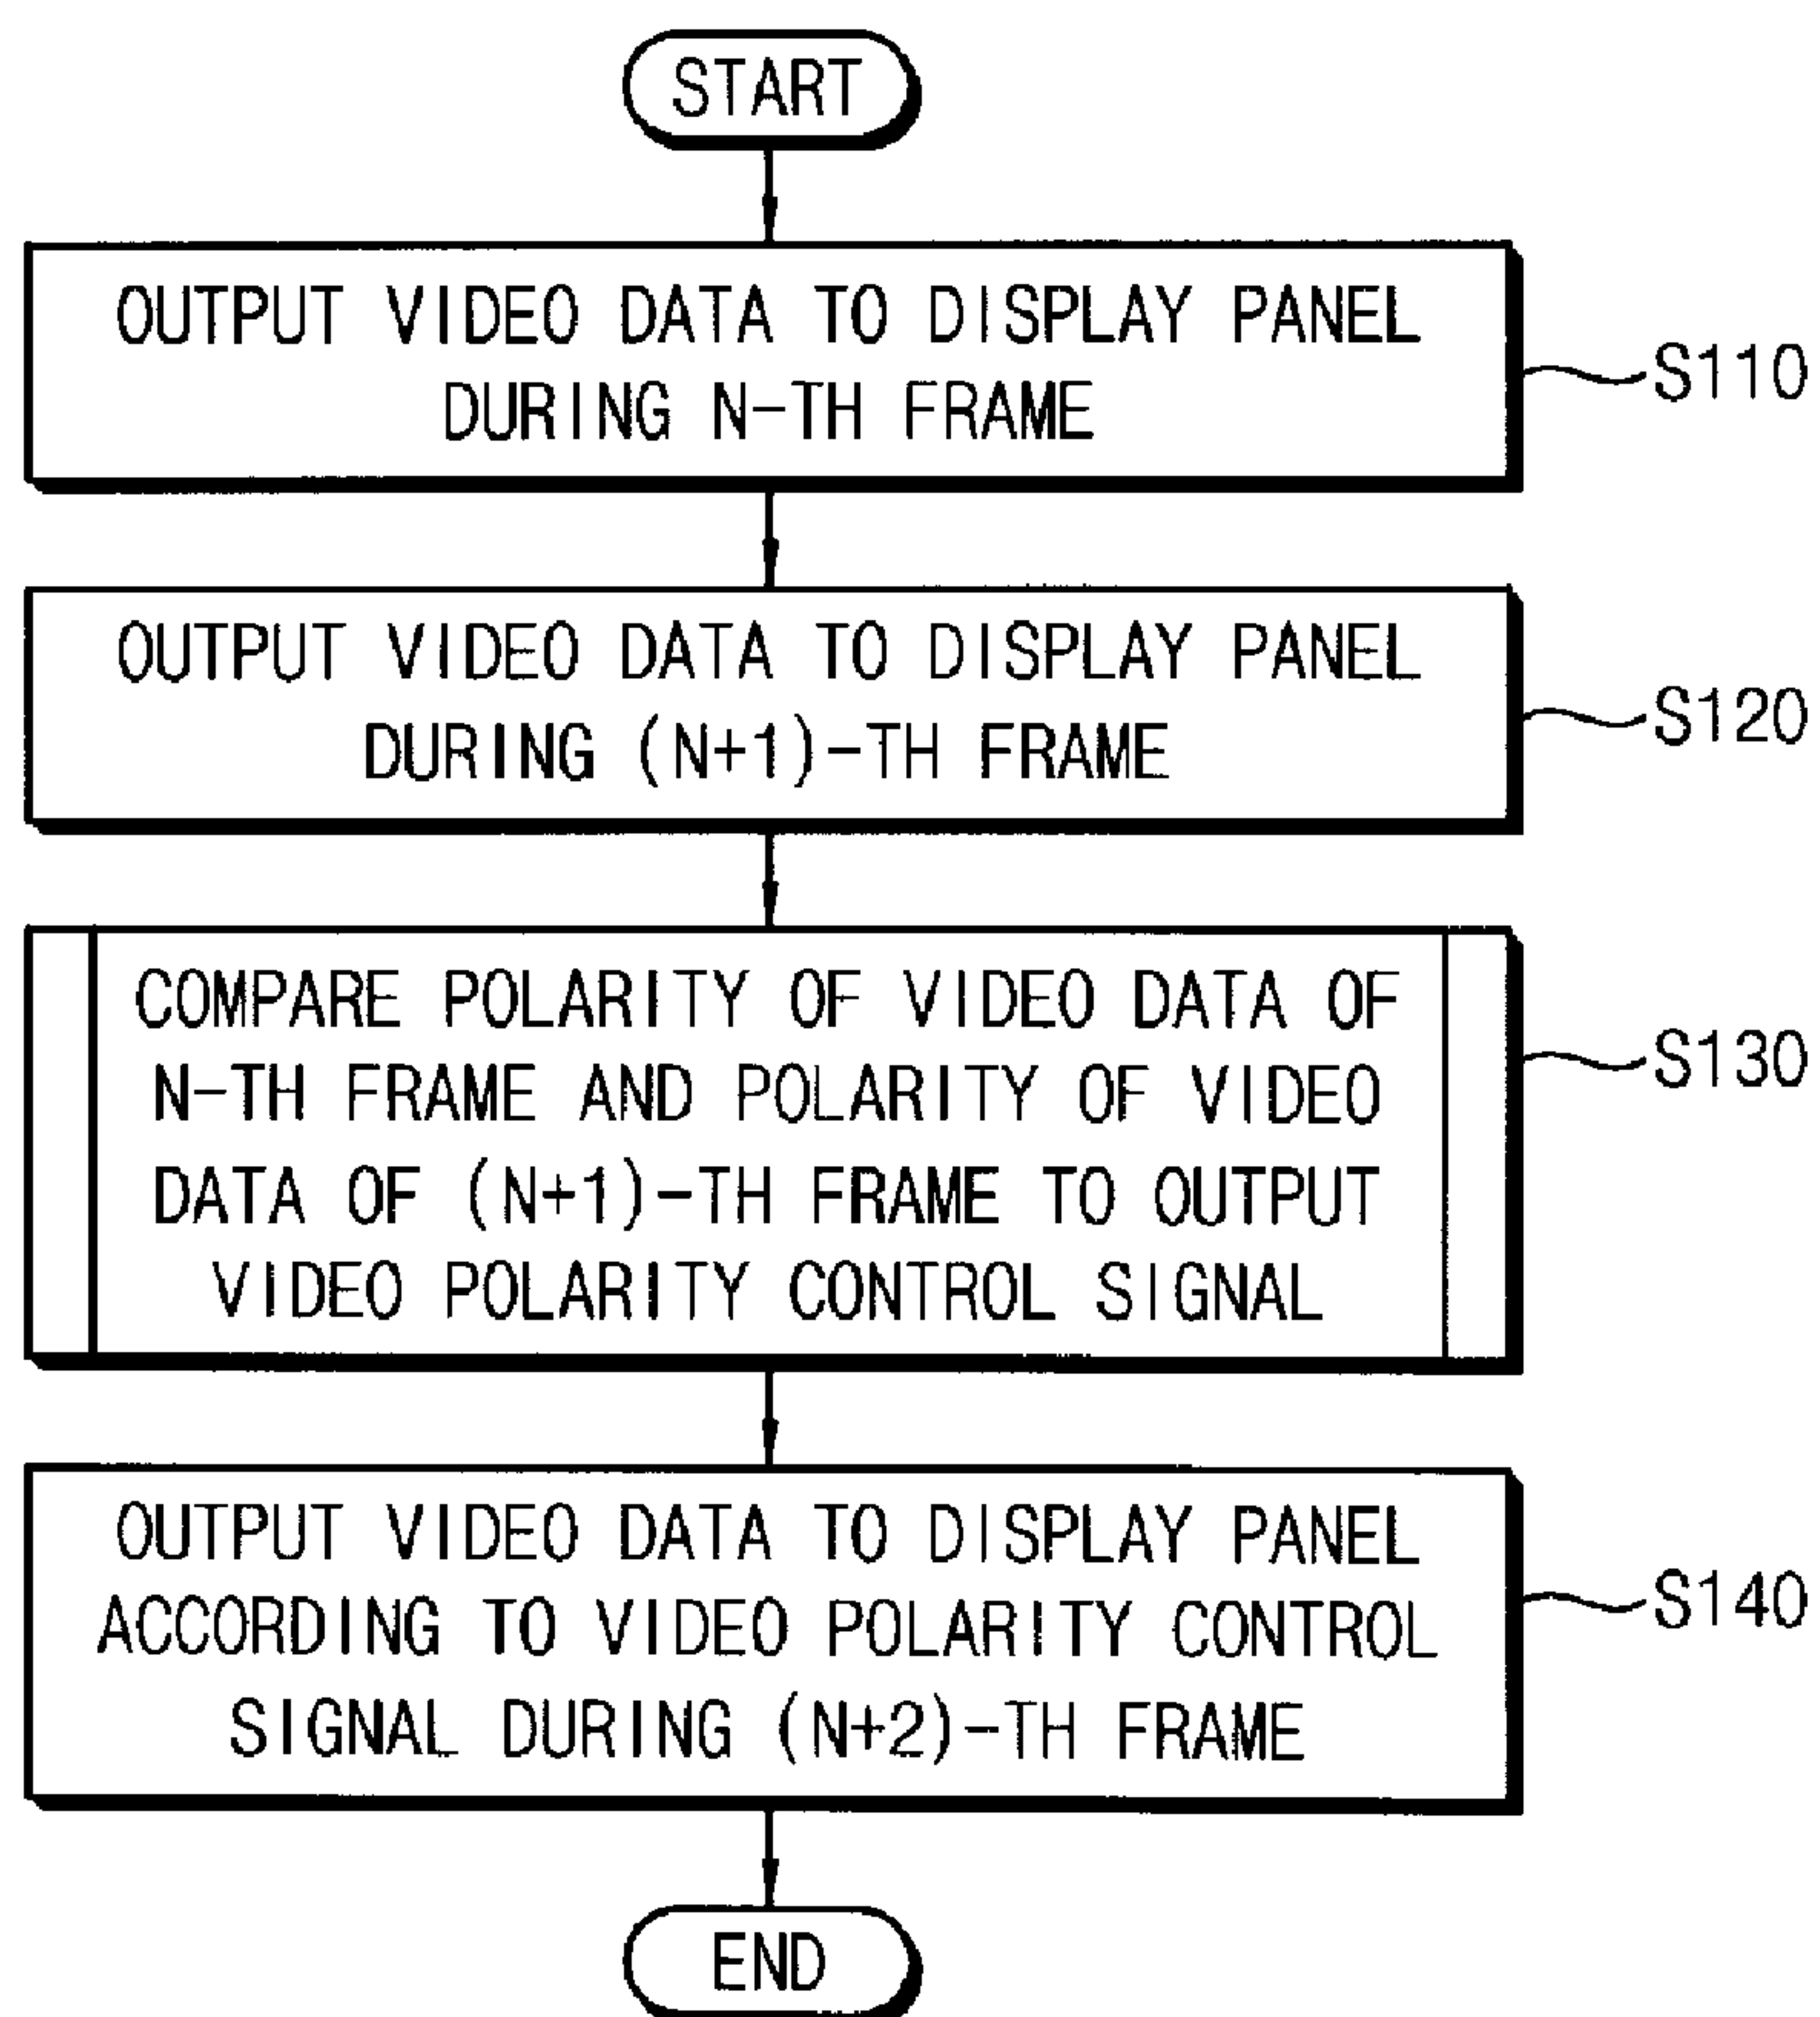 START
OUTPUT VIDEO DATA TO DISPLAY PANEL
DURING N-TH FRAME
S110
OUTPUT VIDEO DATA TO DISPLAY PANEL
DURING (N+1)-TH FRAME
S120
COMPARE POLARITY OF VIDEO DATA OF
N-TH FRAME AND POLARITY OF VIDEO
DATA OF (N+1)-TH FRAME TO OUTPUT
VIDEO POLARITY CONTROL SIGNAL
S130
OUTPUT VIDEO DATA TO DISPLAY PANEL
ACCORDING TO VIDEO POLARITY CONTROL
SIGNAL DURING (N+2)-TH FRAME
S140
END